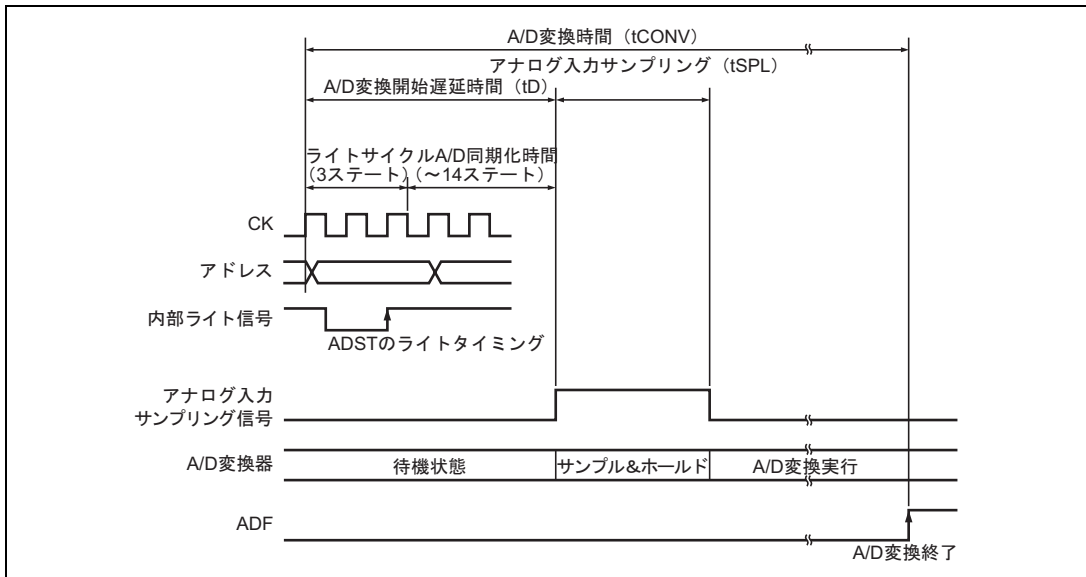 A/D変換時間（tCONV）
アナログ入力サンプリング（tSPL）
A/D変換開始遅延時間（tD）
ライトサイクルA/D同期化時間
（3ステート）（～14ステート）
CK
アドレス
内部ライト信号
ADSTのライトタイミング
アナログ入力
サンプリング信号
A/D変換器
待機状態
サンプル&ホールド
A/D変換実行
ADF
A/D変換終了